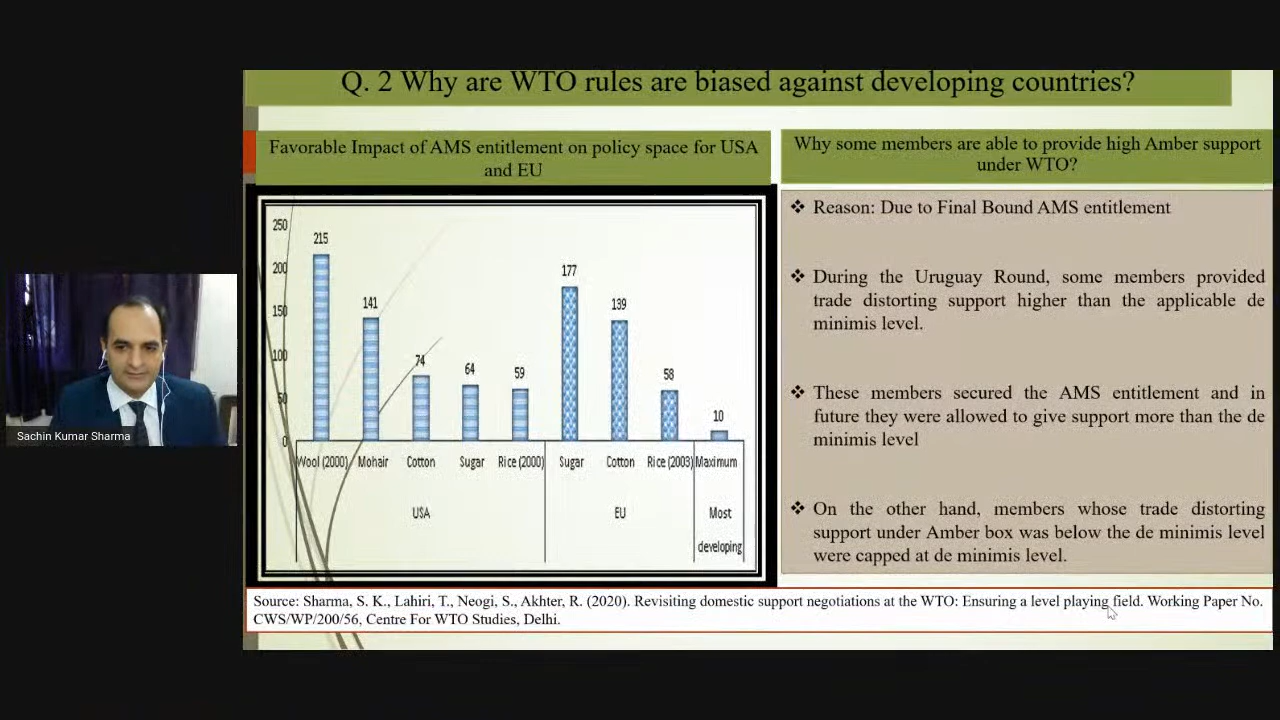 Q. 2 Why are WTO rules are biased against developing countries?
Favorable Impact of AMS entitlement on policy space for USA
and EU
250
200
150
100
50
0
215
141
74
64
59
177
139
58
10
Wool (2000)
Mohair
Cotton
Sugar
Rice (2000)
Sugar
Cotton
Rice (2003)
Maximum
USA
EU
Most
developing
Why some members are able to provide high Amber support
under WTO?
❖ Reason: Due to Final Bound AMS entitlement
❖ During the Uruguay Round, some members provided
trade distorting support higher than the applicable de
minimis level.
❖ These members secured the AMS entitlement and in
future they were allowed to give support more than the de
minimis level
❖ On the other hand, members whose trade distorting
support under Amber box was below the de minimis level
were capped at de minimis level.
Source: Sharma, S. K., Lahiri, T., Neogi, S., Akhter, R. (2020). Revisiting domestic support negotiations at the WTO: Ensuring a level playing field. Working Paper No.
CWS/WP/200/56, Centre For WTO Studies, Delhi.
Sachin Kumar Sharma